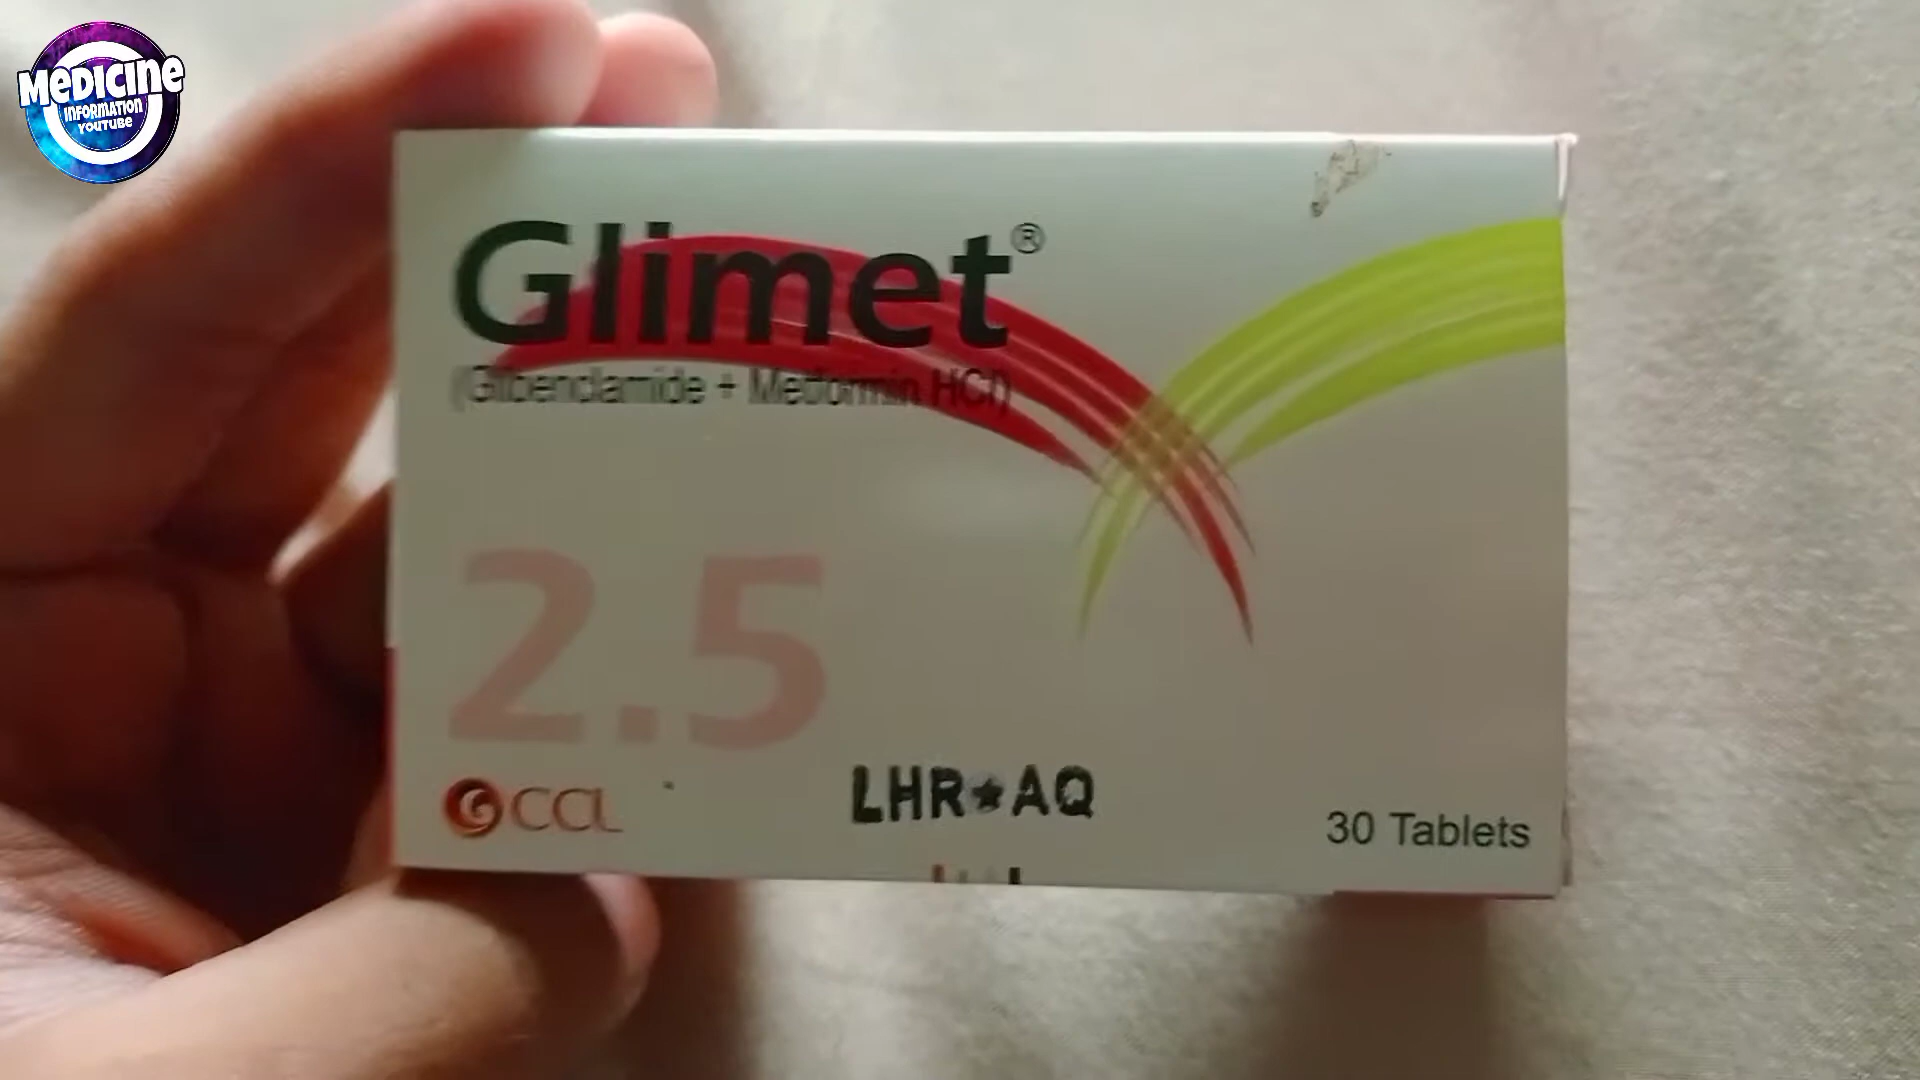 MEDICINE
INFORMATION
YOUTUBE
Glimet®
(Glibenclamide + Metformin HCl)
2.5
CCL
LHR★AQ
30 Tablets